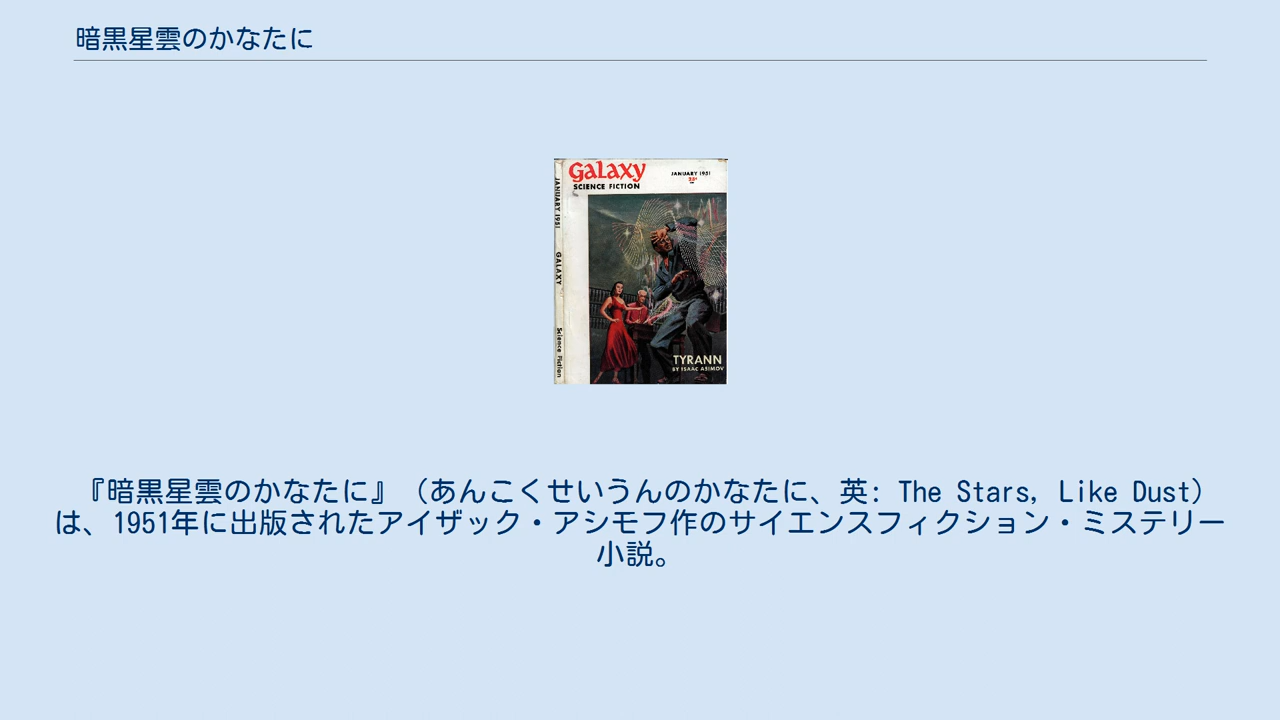 暗黒星雲のかなたに
Galaxy
SCIENCE FICTION
JANUARY 1951
25¢
JANUARY 1951
GALAXY
Science Fiction
TYRANN
BY ISAAC ASIMOV
『暗黒星雲のかなたに』（あんこくせいうんのかなたに、英: The Stars, Like Dust）
は、1951年に出版されたアイザック・アシモフ作のサイエンスフィクション・ミステリー
小説。